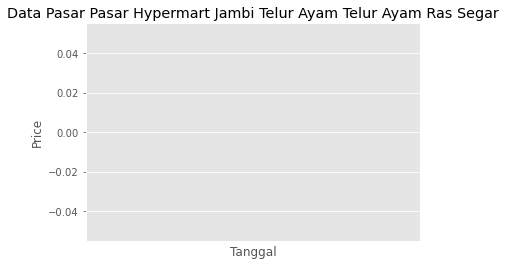 Data Pasar Pasar Hypermart Jambi Telur Ayam Telur Ayam Ras Segar
0.04
0.02
0.00
−0.02
−0.04
Price
Tanggal